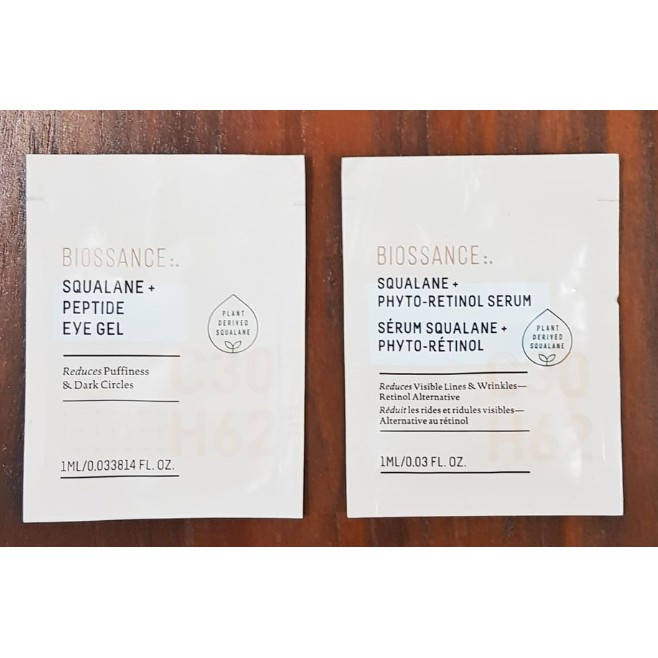 BIOSSANCE:.
SQUALANE +
PEPTIDE
EYE GEL
PLANT
DERIVED
SQUALANE
Reduces Puffiness
& Dark Circles
C30
H62
1ML/0.033814 FL. OZ.
BIOSSANCE:.
SQUALANE +
PHYTO-RETINOL SERUM
SÉRUM SQUALANE +
PHYTO-RÉTINOL
PLANT
DERIVED
SQUALANE
Reduces Visible Lines & Wrinkles—
Retinol Alternative
Réduit les rides et ridules visibles—
Alternative au rétinol
C30
H62
1ML/0.03 FL. OZ.